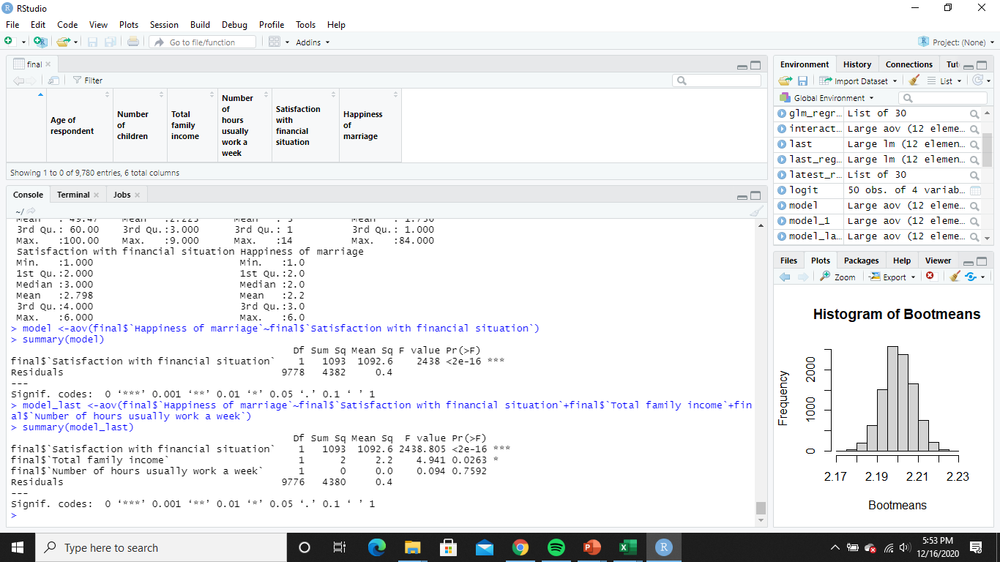 RStudio
File Edit Code View Plots Session Build Debug Profile Tools Help
Go to file/function Addins Project: (None)
final
Filter
Age of respondent
Number of children
Total family income
Number of hours usually work a week
Satisfaction with financial situation
Happiness of marriage
Showing 1 to 0 of 9,780 entries, 6 total columns
Console Terminal Jobs
~/
Mean : 49.47 Mean :2.223 Mean : 3 Mean : 1.730
3rd Qu.: 60.00 3rd Qu.:3.000 3rd Qu.: 1 3rd Qu.: 1.000
Max. :100.00 Max. :9.000 Max. :14 Max. :84.000
Satisfaction with financial situation Happiness of marriage
Min. :1.000 Min. :1.0
1st Qu.:2.000 1st Qu.:2.0
Median :3.000 Median :2.0
Mean :2.798 Mean :2.2
3rd Qu.:4.000 3rd Qu.:3.0
Max. :6.000 Max. :6.0
> model <-aov(final$`Happiness of marriage`~final$`Satisfaction with financial situation`)
> summary(model)
Df Sum Sq Mean Sq F value Pr(>F)
final$`Satisfaction with financial situation` 1 1093 1092.6 2438 <2e-16 ***
Residuals 9778 4382 0.4
---
Signif. codes: 0 ‘***’ 0.001 ‘**’ 0.01 ‘*’ 0.05 ‘.’ 0.1 ‘ ’ 1
> model_last <-aov(final$`Happiness of marriage`~final$`Satisfaction with financial situation`+final$`Total family income`+fin
al$`Number of hours usually work a week`)
> summary(model_last)
Df Sum Sq Mean Sq F value Pr(>F)
final$`Satisfaction with financial situation` 1 1093 1092.6 2438.805 <2e-16 ***
final$`Total family income` 1 2 2.2 4.941 0.0263 *
final$`Number of hours usually work a week` 1 0 0.0 0.094 0.7592
Residuals 9776 4380 0.4
---
Signif. codes: 0 ‘***’ 0.001 ‘**’ 0.01 ‘*’ 0.05 ‘.’ 0.1 ‘ ’ 1
>
Environment History Connections Tut
Import Dataset List
Global Environment
glm_regr… List of 30
interact… Large aov (12 eleme…
last Large lm (12 elemen…
last_reg… Large lm (12 elemen…
latest_r… List of 30
logit 50 obs. of 4 variab…
model Large aov (12 eleme…
model_1 Large aov (12 eleme…
model_la… Large aov (12 eleme…
Files Plots Packages Help Viewer
Zoom Export
Histogram of Bootmeans
Frequency
2000
1000
0
2.17 2.19 2.21 2.23
Bootmeans
Type here to search
5:53 PM
12/16/2020